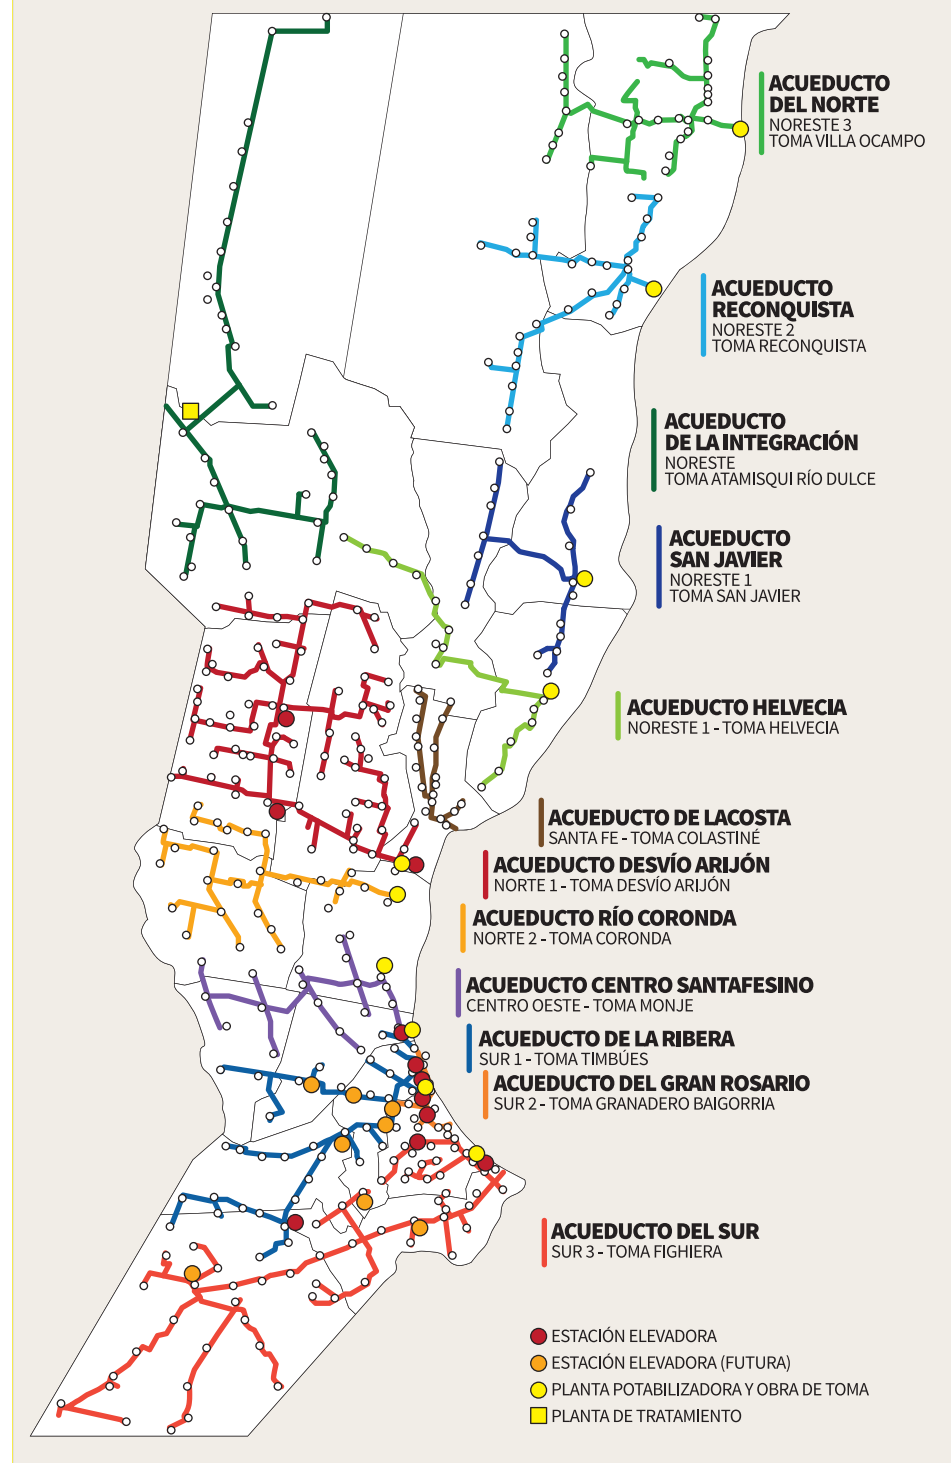 ACUEDUCTO
DEL NORTE
NORESTE 3
TOMA VILLA OCAMPO
ACUEDUCTO
RECONQUISTA
NORESTE 2
TOMA RECONQUISTA
ACUEDUCTO
DE LA INTEGRACIÓN
NORESTE
TOMA ATAMISQUI RÍO DULCE
ACUEDUCTO
SAN JAVIER
NORESTE 1
TOMA SAN JAVIER
ACUEDUCTO HELVECIA
NORESTE 1 - TOMA HELVECIA
ACUEDUCTO DE LACOSTA
SANTA FE - TOMA COLASTINÉ
ACUEDUCTO DESVÍO ARIJÓN
NORTE 1 - TOMA DESVÍO ARIJÓN
ACUEDUCTO RÍO CORONDA
NORTE 2 - TOMA CORONDA
ACUEDUCTO CENTRO SANTAFESINO
CENTRO OESTE - TOMA MONJE
ACUEDUCTO DE LA RIBERA
SUR 1 - TOMA TIMBÚES
ACUEDUCTO DEL GRAN ROSARIO
SUR 2 - TOMA GRANADERO BAIGORRIA
ACUEDUCTO DEL SUR
SUR 3 - TOMA FIGHIERA
ESTACIÓN ELEVADORA
ESTACIÓN ELEVADORA (FUTURA)
PLANTA POTABILIZADORA Y OBRA DE TOMA
PLANTA DE TRATAMIENTO